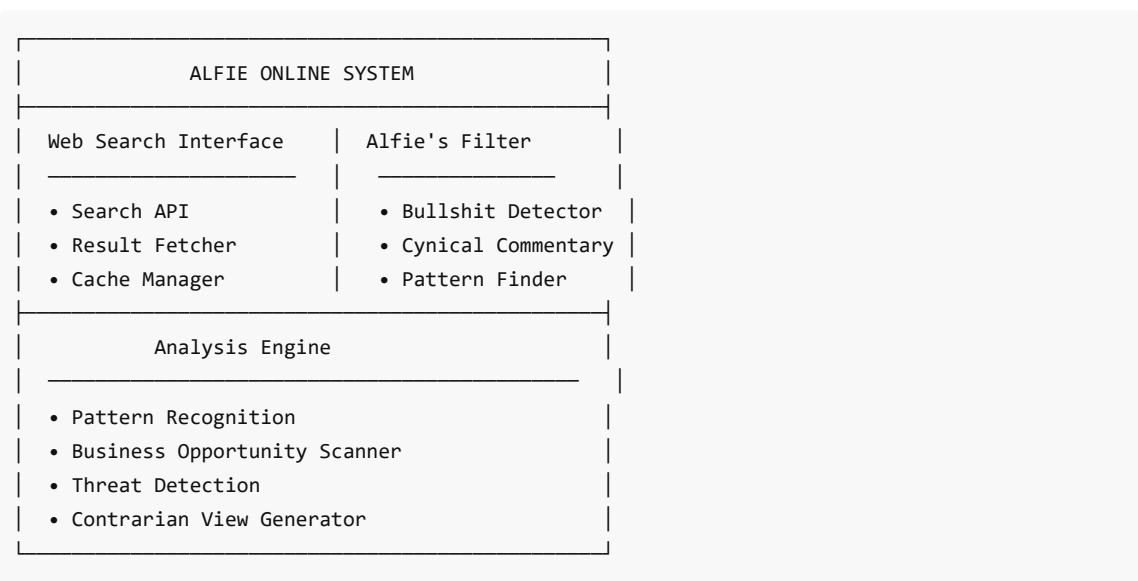 ALFIE ONLINE SYSTEM
Web Search Interface │ Alfie's Filter
──────────────────── │ ──────────────
• Search API │ • Bullshit Detector
• Result Fetcher │ • Cynical Commentary
• Cache Manager │ • Pattern Finder
Analysis Engine
───────────────────────────────────────────
• Pattern Recognition
• Business Opportunity Scanner
• Threat Detection
• Contrarian View Generator